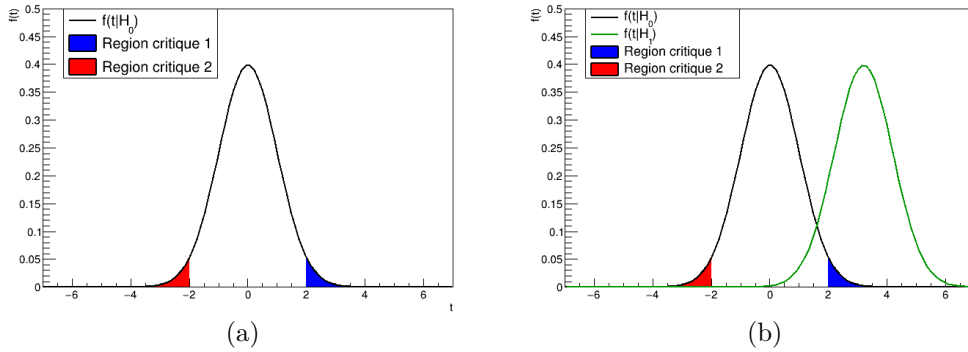 f(t)
0.5
0.45
0.4
0.35
0.3
0.25
0.2
0.15
0.1
0.05
0
f(t|H0)
Region critique 1
Region critique 2
−6 −4 −2 0 2 4 6
t
(a)
f(t)
0.5
0.45
0.4
0.35
0.3
0.25
0.2
0.15
0.1
0.05
0
f(t|H0)
f(t|H1)
Region critique 1
Region critique 2
−6 −4 −2 0 2 4 6
(b)